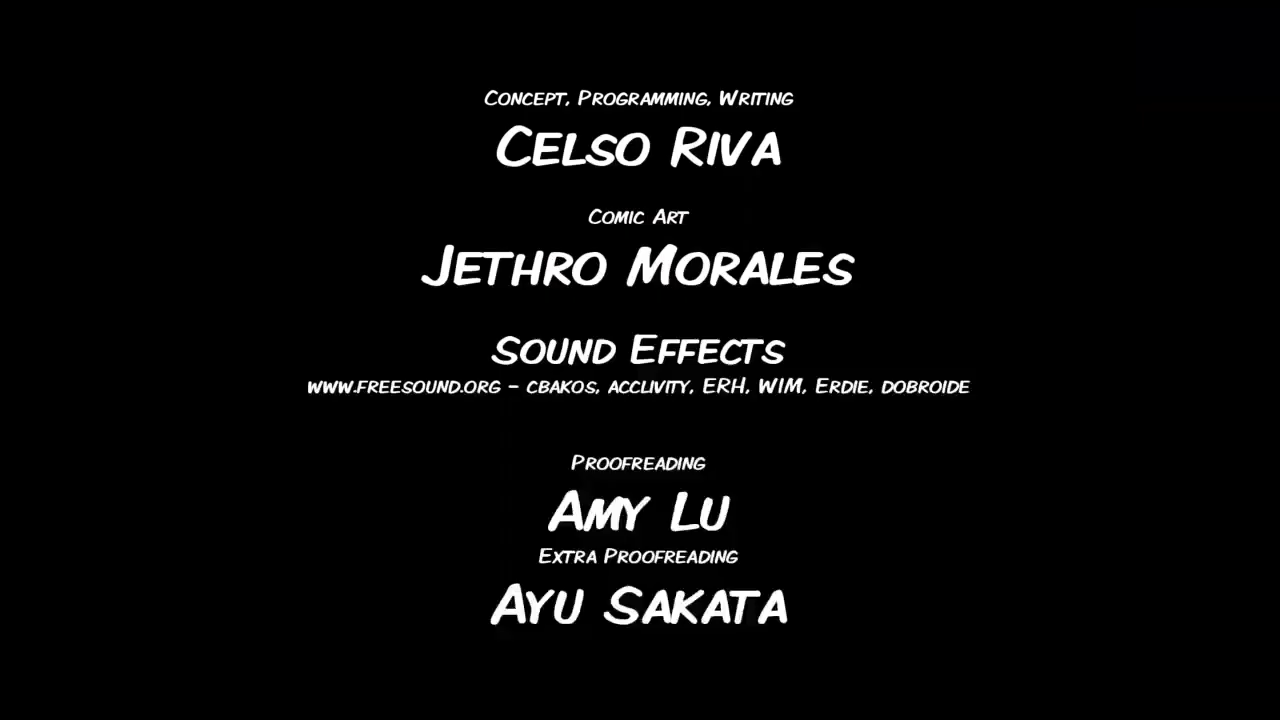 Concept, Programming, Writing
Celso Riva
Comic Art
Jethro Morales
Sound Effects
www.freesound.org - cbakos, acclivity, ERH, WIM, Erdie, dobroide
Proofreading
Amy Lu
Extra Proofreading
Ayu Sakata